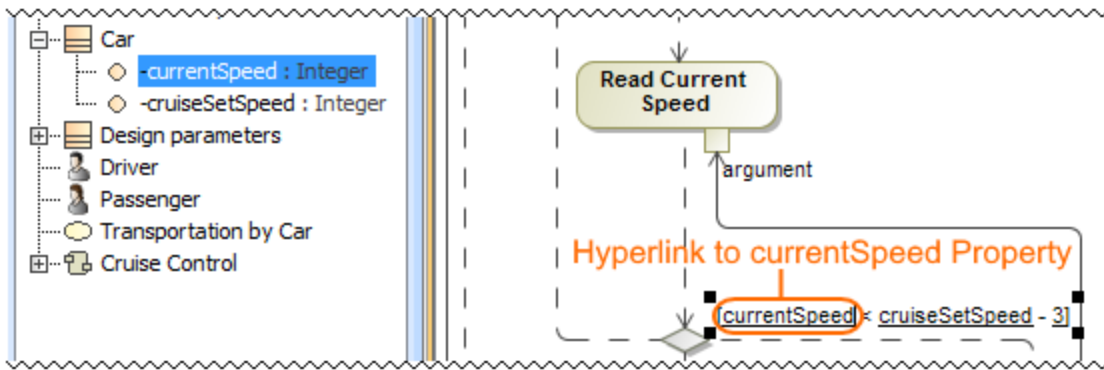 Car
-currentSpeed : Integer
-cruiseSetSpeed : Integer
Design parameters
Driver
Passenger
Transportation by Car
Cruise Control
Read Current
Speed
argument
Hyperlink to currentSpeed Property
[currentSpeed < cruiseSetSpeed - 3]